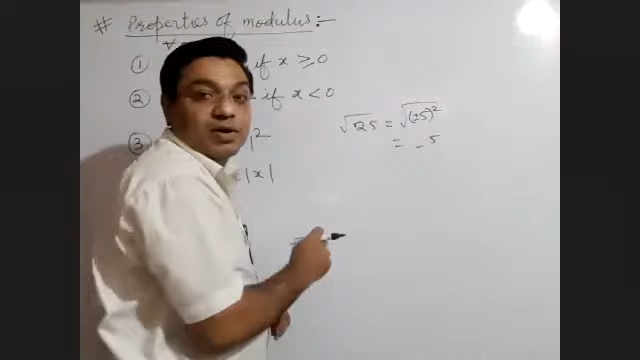 # Properties of modulus :-
① if x ≥ 0
② if x < 0
③ |²
= |x|
√25 = √(±5)²
= - 5